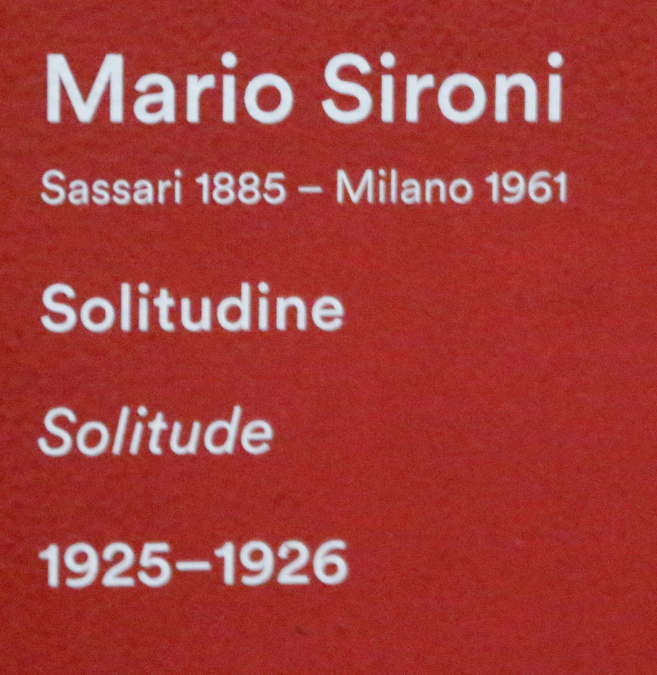 Mario Sironi
Sassari 1885 – Milano 1961
Solitudine
Solitude
1925–1926